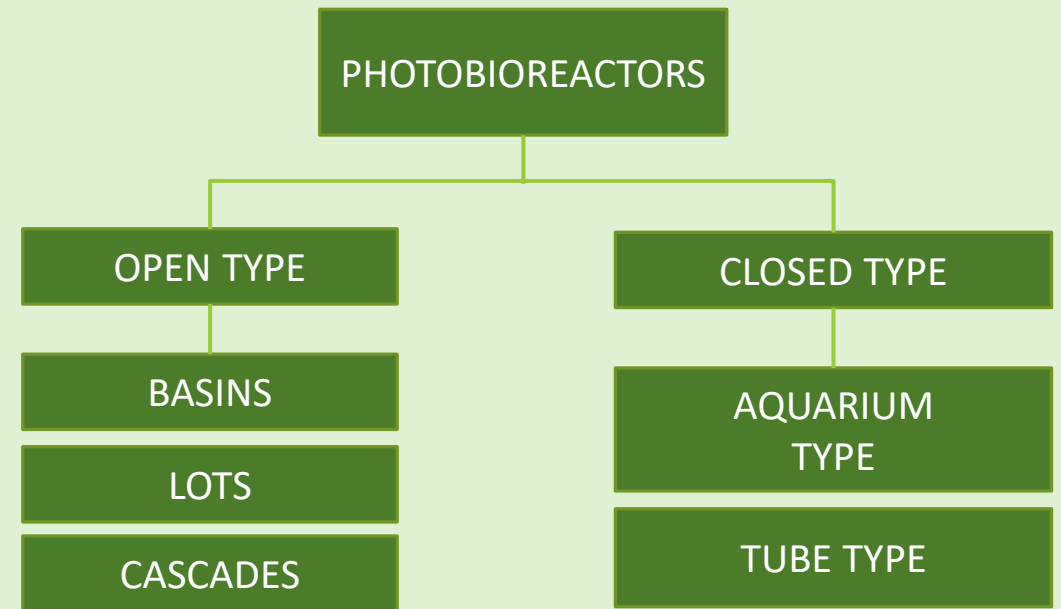 PHOTOBIOREACTORS
OPEN TYPE
BASINS
LOTS
CASCADES
CLOSED TYPE
AQUARIUM
TYPE
TUBE TYPE